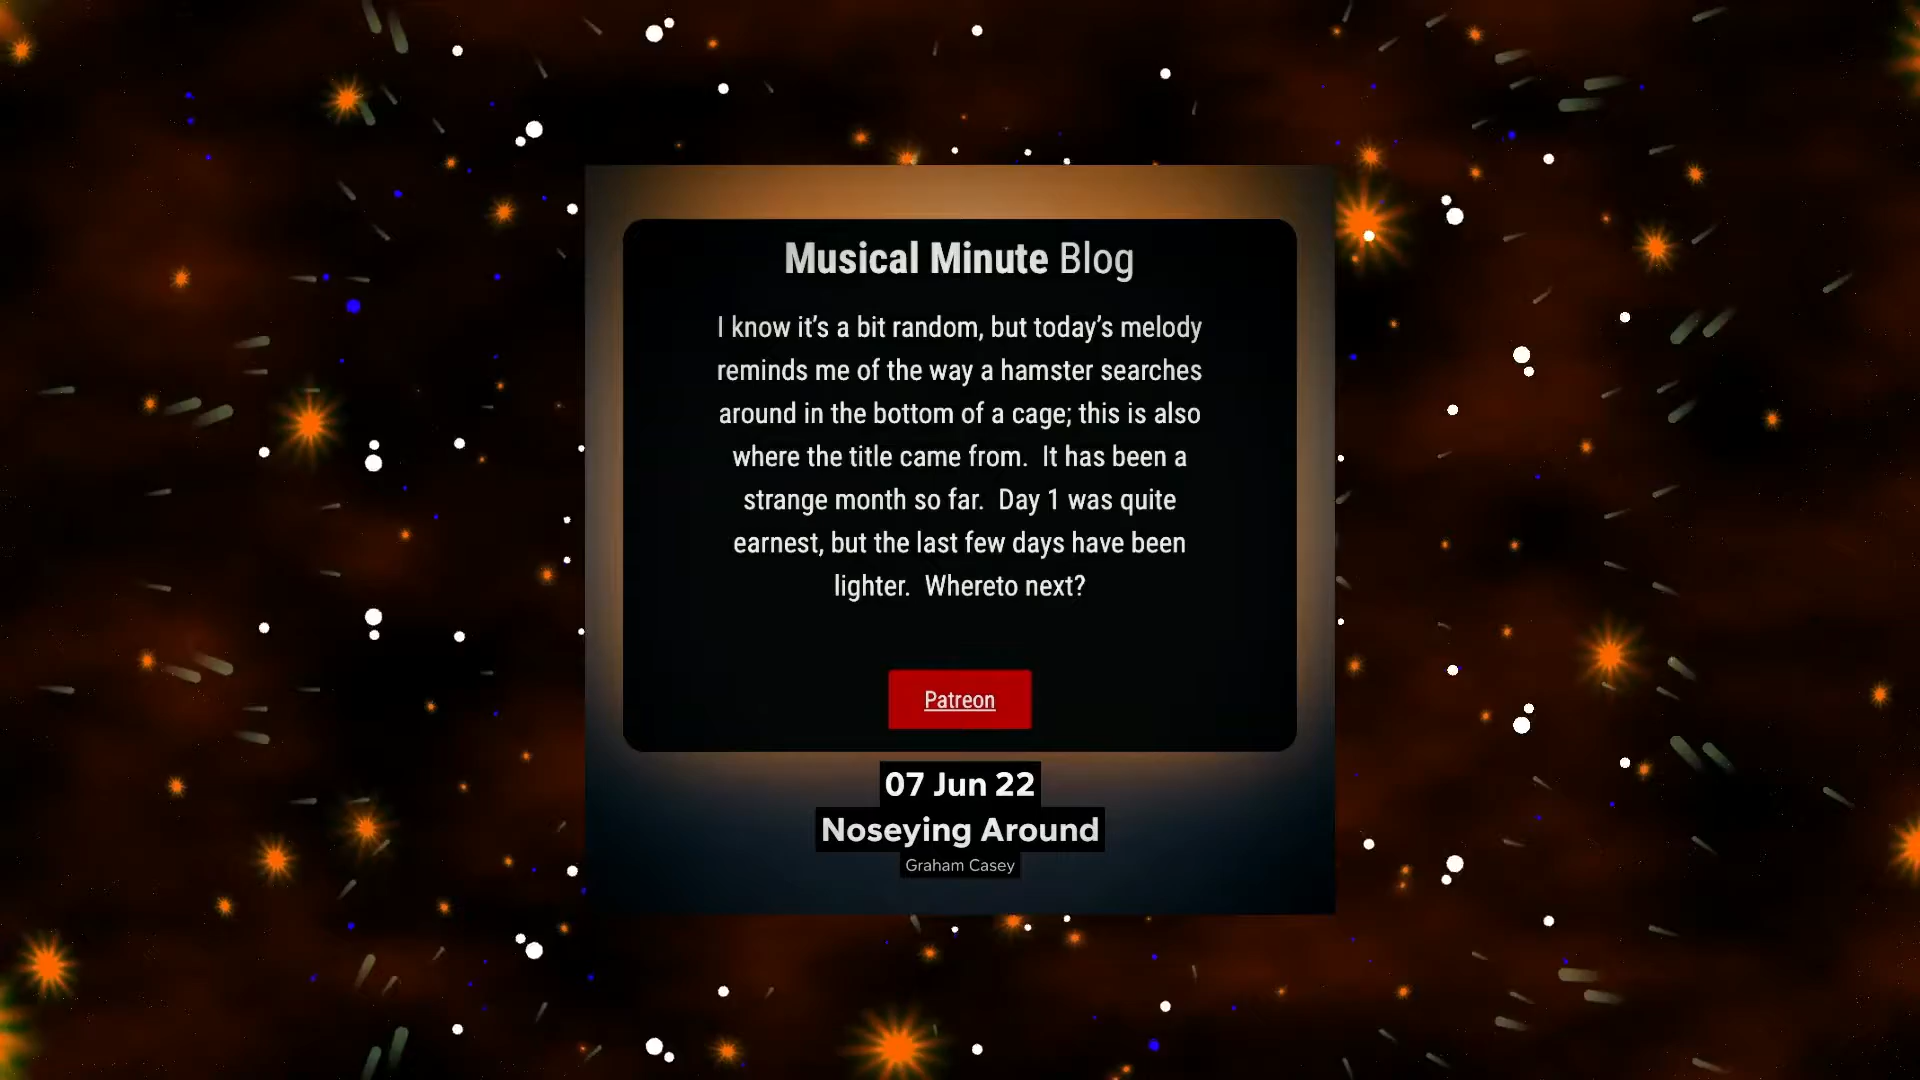 Musical Minute Blog
I know it’s a bit random, but today’s melody
reminds me of the way a hamster searches
around in the bottom of a cage; this is also
where the title came from.  It has been a
strange month so far.  Day 1 was quite
earnest, but the last few days have been
lighter.  Whereto next?
Patreon
07 Jun 22
Noseying Around
Graham Casey